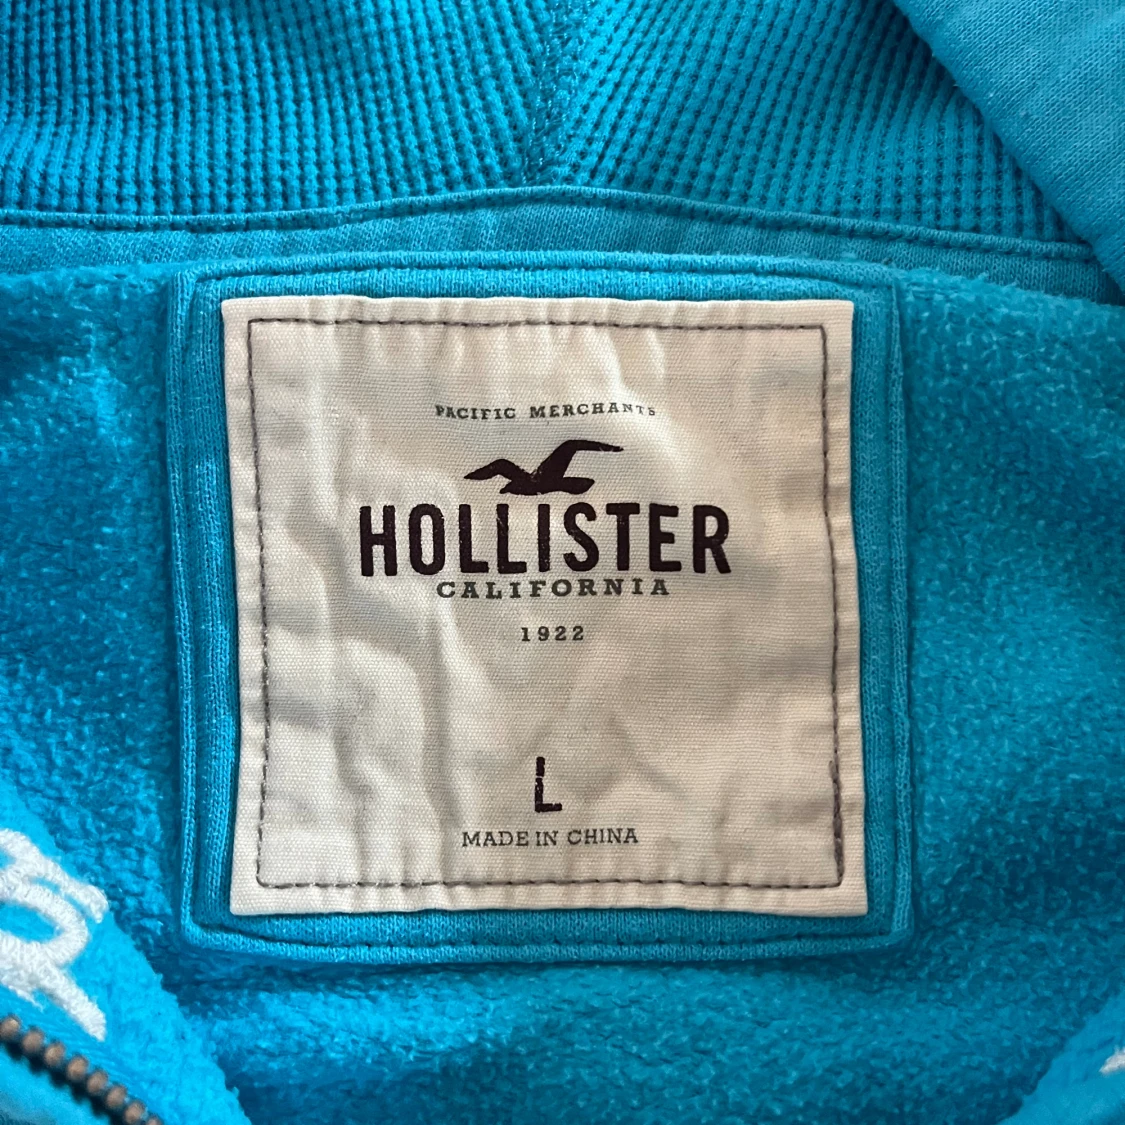 PACIFIC MERCHANTS
HOLLISTER
CALIFORNIA
1922
L
MADE IN CHINA